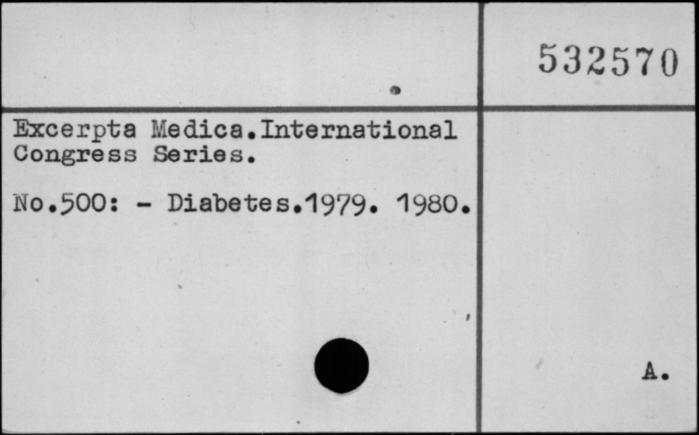 532570
Excerpta Medica.International
Congress Series.
No.500: - Diabetes.1979. 1980.
A.